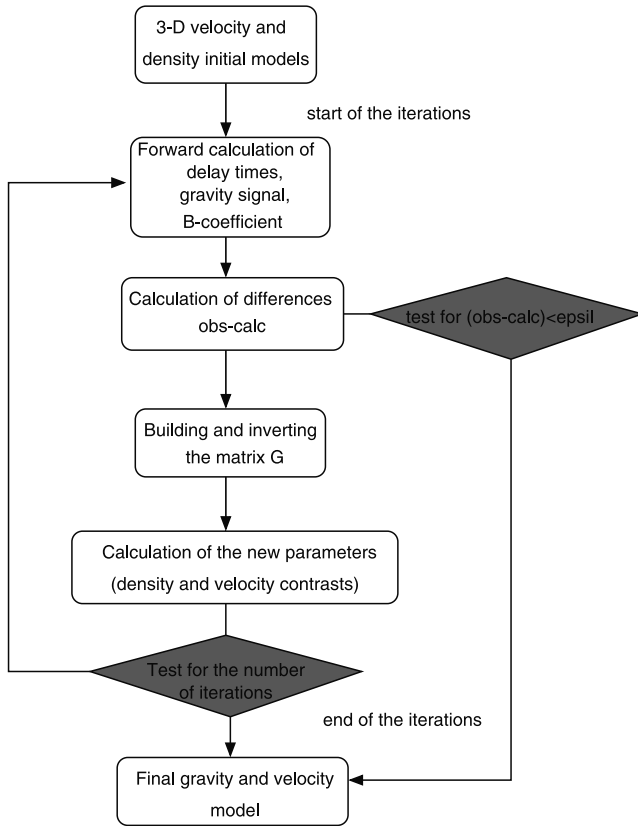 3-D velocity and
density initial models
start of the iterations
Forward calculation of
delay times,
gravity signal,
B-coefficient
Calculation of differences
obs-calc
test for (obs-calc)<epsil
Building and inverting
the matrix G
Calculation of the new parameters
(density and velocity contrasts)
Test for the number
of iterations
end of the iterations
Final gravity and velocity
model